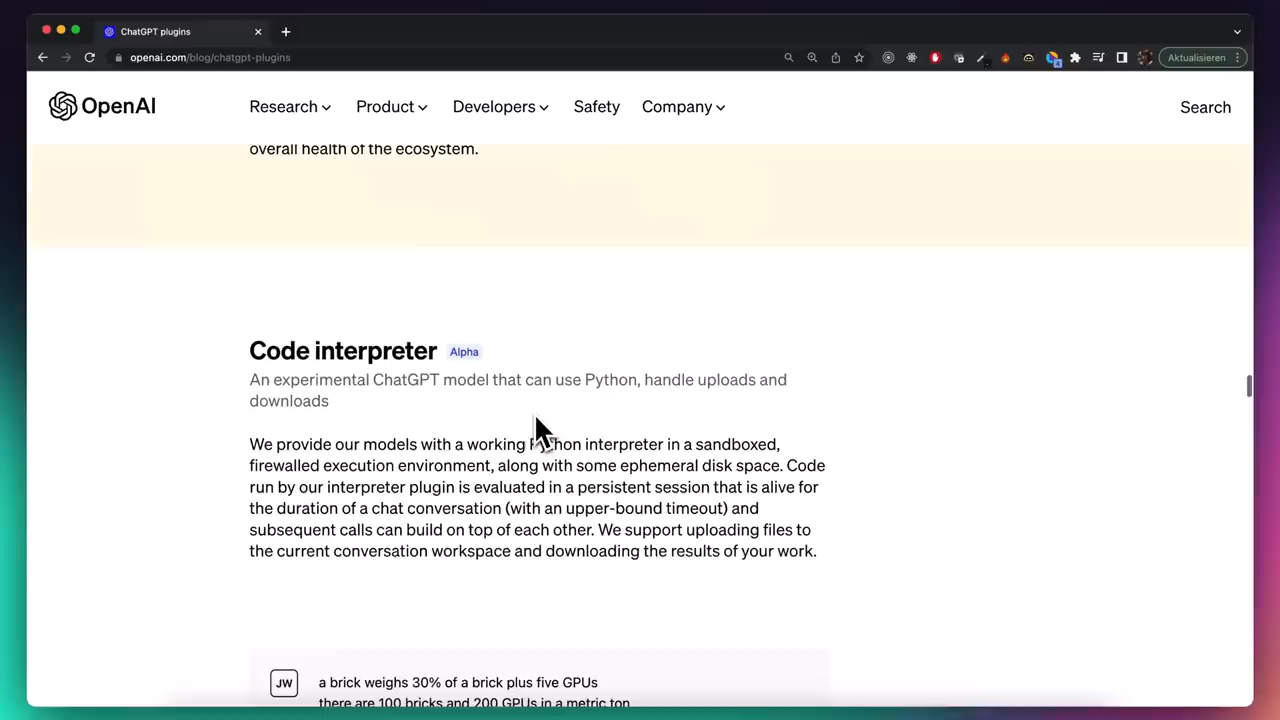 ChatGPT plugins
openai.com/blog/chatgpt-plugins
Aktualisieren
OpenAI
Research
Product
Developers
Safety
Company
Search
overall health of the ecosystem.
Code interpreter
Alpha
An experimental ChatGPT model that can use Python, handle uploads and
downloads
We provide our models with a working Python interpreter in a sandboxed,
firewalled execution environment, along with some ephemeral disk space. Code
run by our interpreter plugin is evaluated in a persistent session that is alive for
the duration of a chat conversation (with an upper-bound timeout) and
subsequent calls can build on top of each other. We support uploading files to
the current conversation workspace and downloading the results of your work.
JW
a brick weighs 30% of a brick plus five GPUs
there are 100 bricks and 200 GPUs in a metric ton